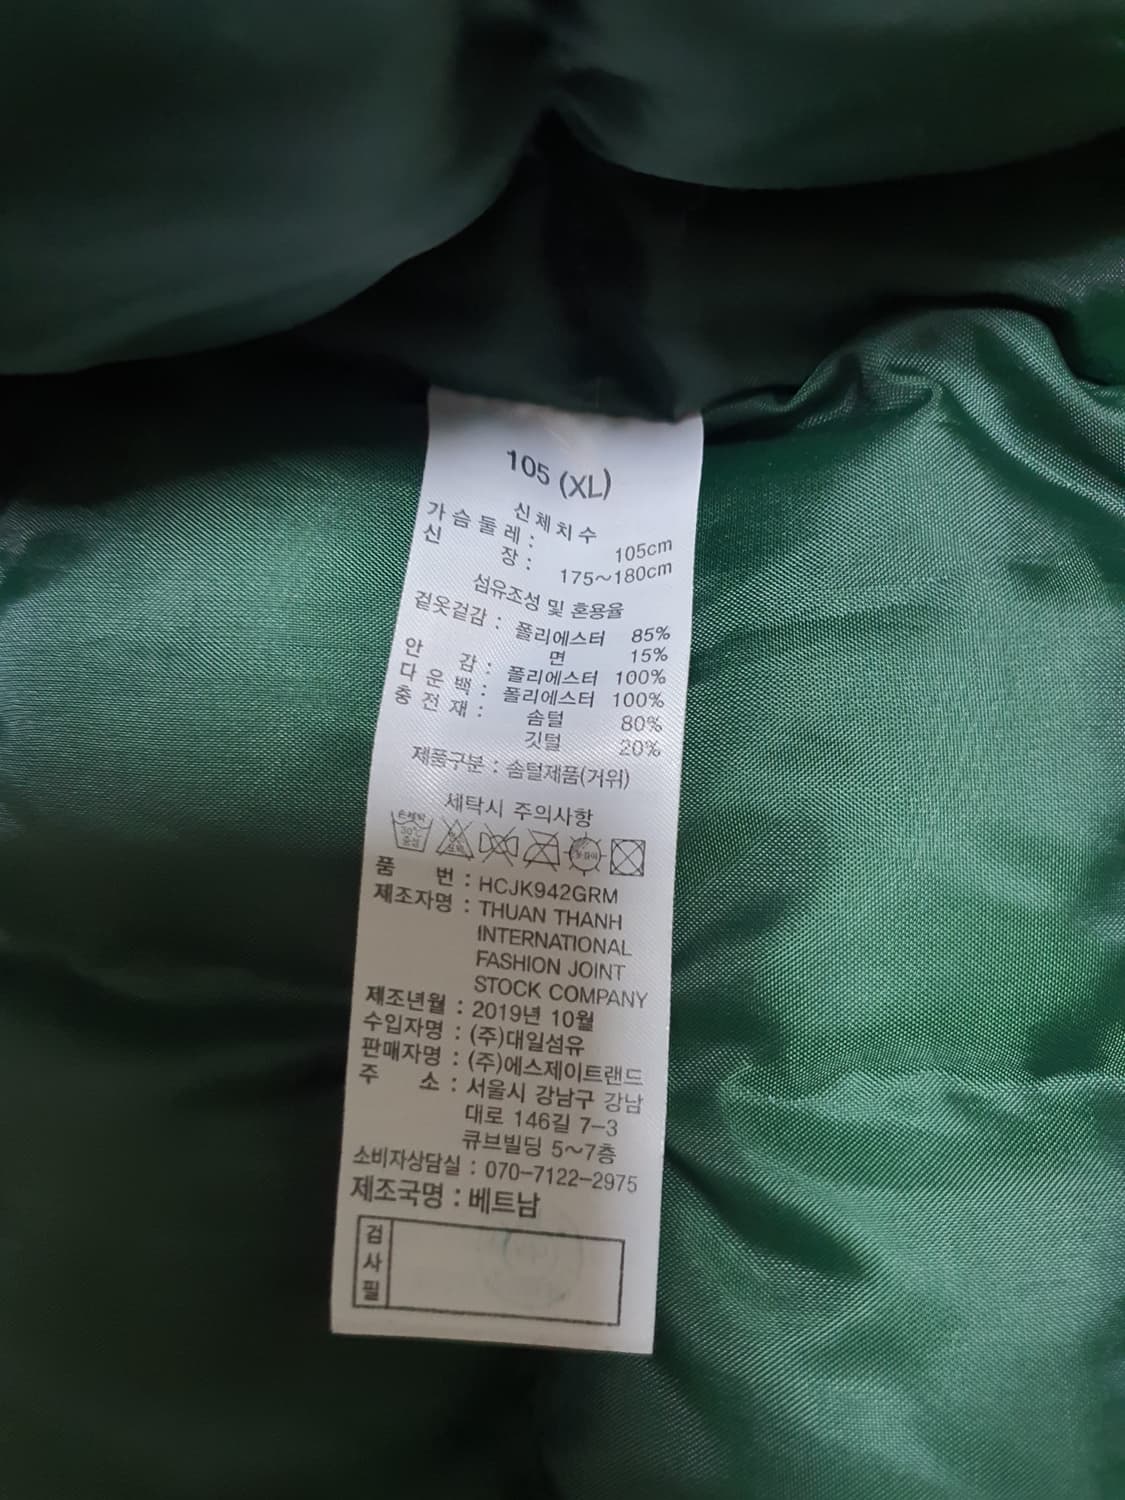 105 (XL)
신체치수
가슴둘레 : 105cm
신 장 : 175~180cm
섬유조성 및 혼용율
겉옷겉감 : 폴리에스터 85%
면 15%
안 감 : 폴리에스터 100%
다운백 : 폴리에스터 100%
충전재 : 솜털 80%
깃털 20%
제품구분 : 솜털제품(거위)
세탁시 주의사항
손세탁
30℃
중성
품 번 : HCJK942GRM
제조자명 : THUAN THANH
INTERNATIONAL
FASHION JOINT
STOCK COMPANY
제조년월 : 2019년 10월
수입자명 : (주)대일섬유
판매자명 : (주)에스제이트랜드
주 소 : 서울시 강남구 강남
대로 146길 7-3
큐브빌딩 5~7층
소비자상담실 : 070-7122-2975
제조국명 : 베트남
검사필